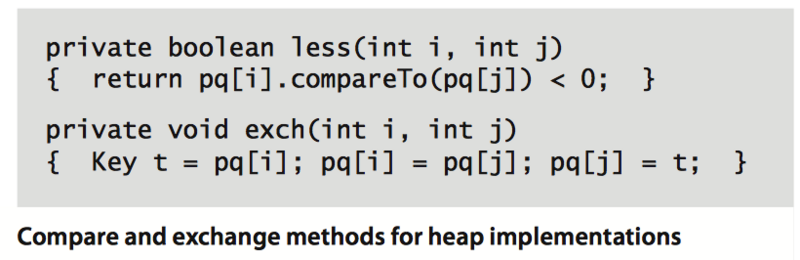 private boolean less(int i, int j)
{  return pq[i].compareTo(pq[j]) < 0;  }
private void exch(int i, int j)
{  Key t = pq[i]; pq[i] = pq[j]; pq[j] = t;  }
Compare and exchange methods for heap implementations